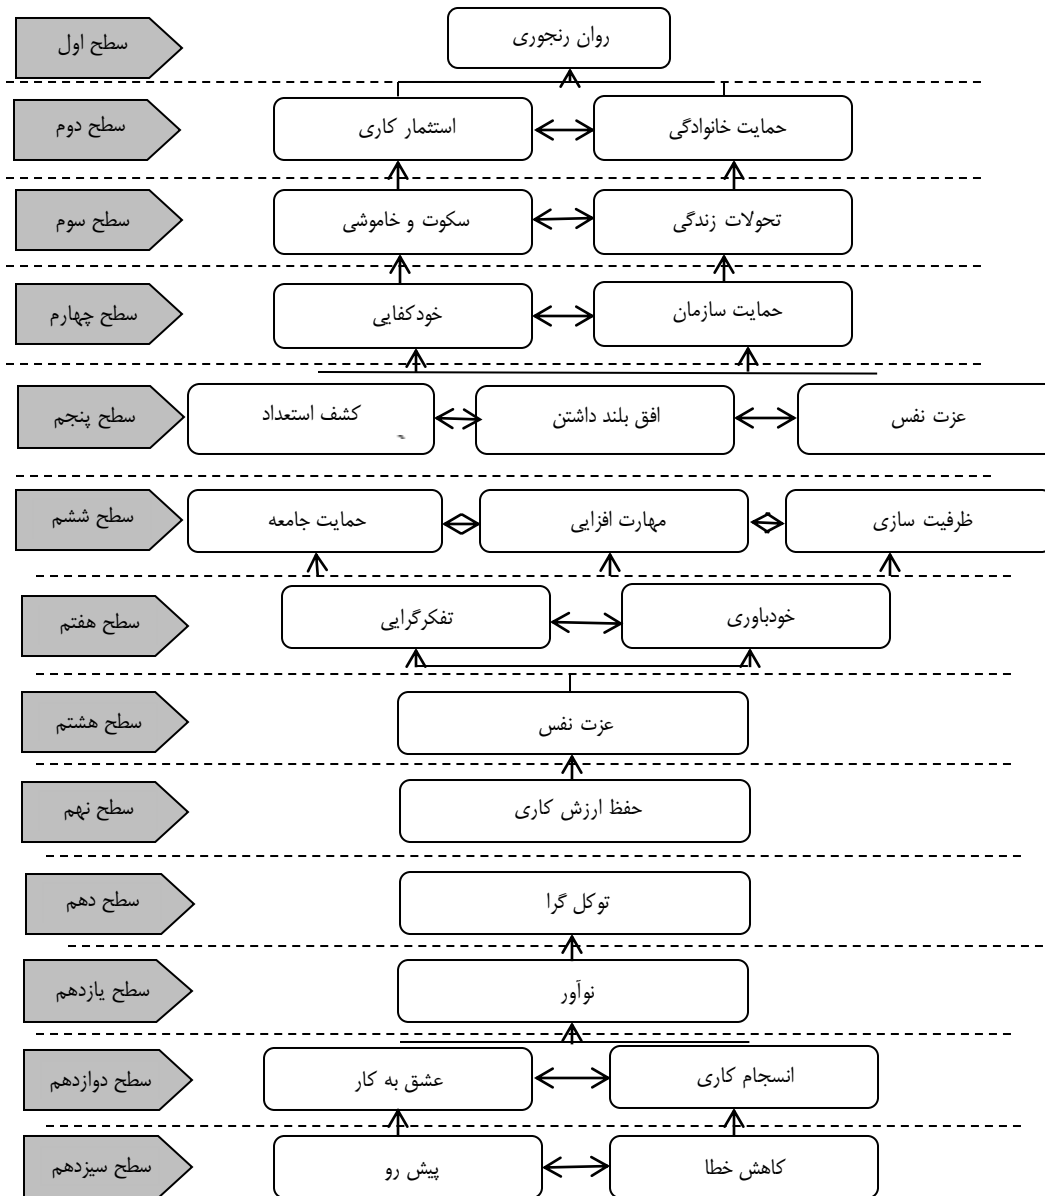 سطح اول
روان رنجوری
سطح دوم
حمایت خانوادگی
استثمار کاری
سطح سوم
تحولات زندگی
سکوت و خاموشی
سطح چهارم
حمایت سازمان
خودکفایی
سطح پنجم
عزت نفس
افق بلند داشتن
کشف استعداد
سطح ششم
ظرفیت سازی
مهارت افزایی
حمایت جامعه
سطح هفتم
خودباوری
تفکرگرایی
سطح هشتم
عزت نفس
سطح نهم
حفظ ارزش کاری
سطح دهم
توکل گرا
سطح یازدهم
نوآور
سطح دوازدهم
انسجام کاری
عشق به کار
سطح سیزدهم
کاهش خطا
پیش رو